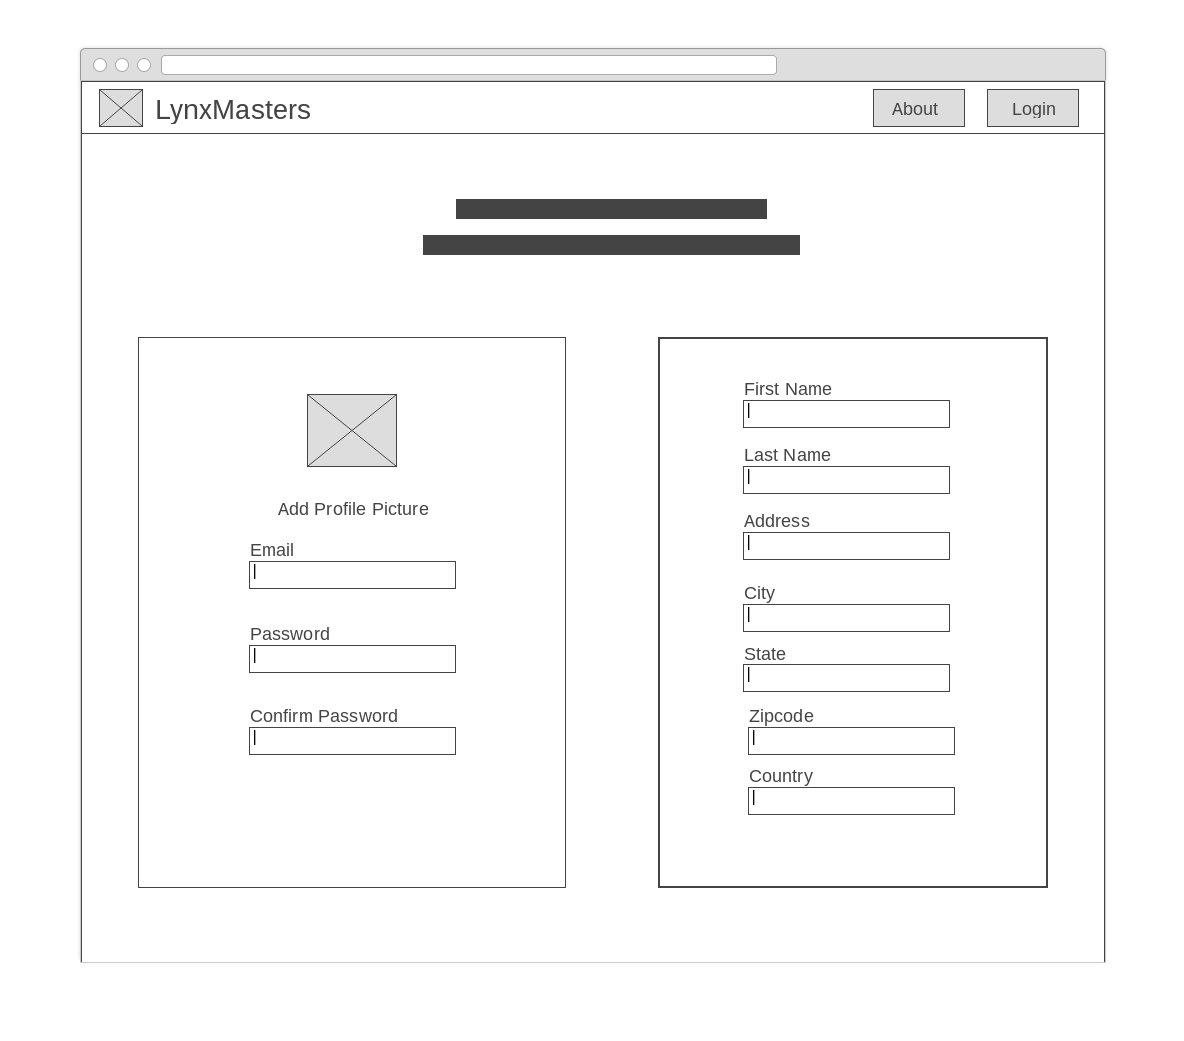 LynxMasters
About
Login
Add Profile Picture
Email
Password
Confirm Password
First Name
Last Name
Address
City
State
Zipcode
Country